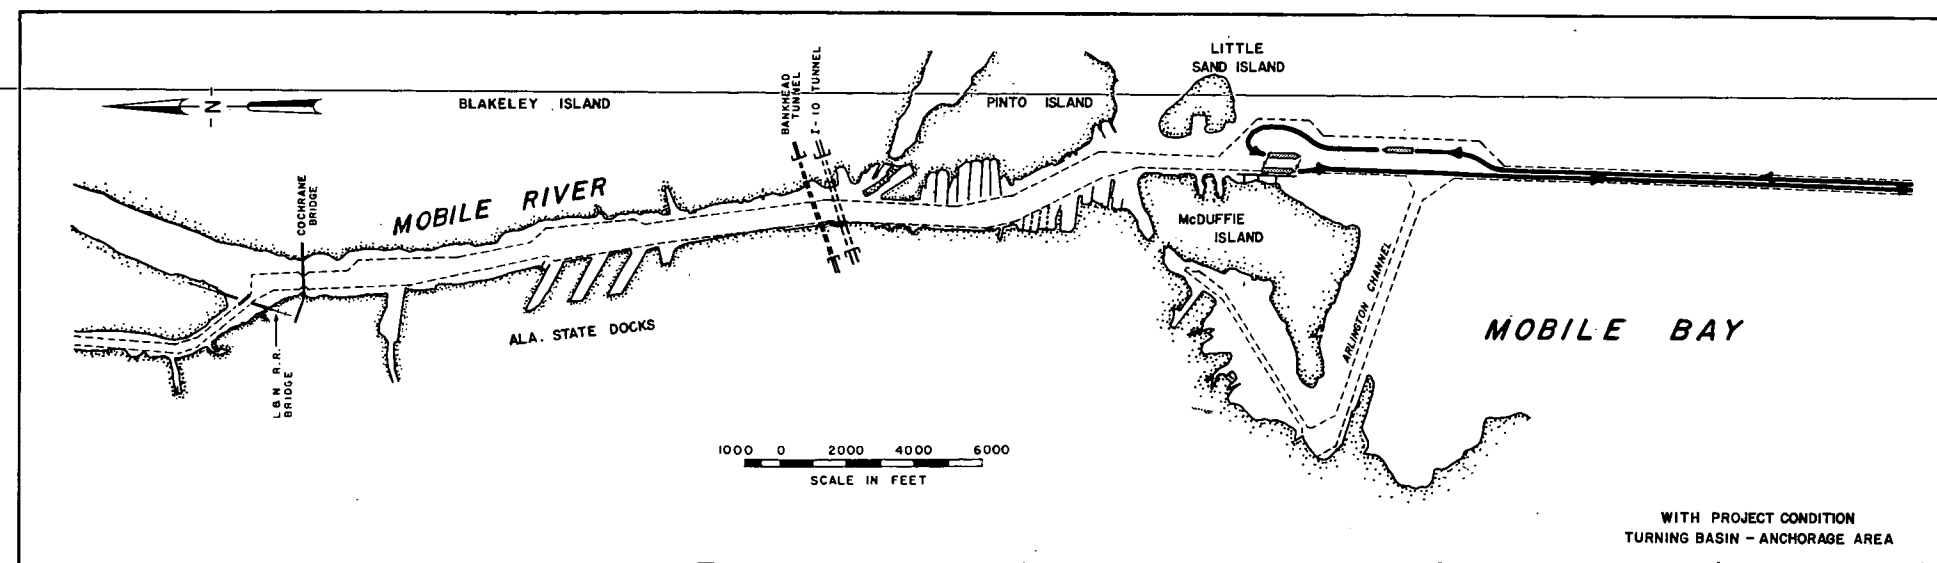 LITTLE
SAND ISLAND
-N-
BLAKELEY ISLAND
BANKHEAD
TUNNEL
I-10 TUNNEL
PINTO ISLAND
COCHRANE
BRIDGE
MOBILE RIVER
McDUFFIE
ISLAND
ARLINGTON CHANNEL
MOBILE BAY
ALA. STATE DOCKS
L&N R.R.
BRIDGE
1000 0 2000 4000 6000
SCALE IN FEET
WITH PROJECT CONDITION
TURNING BASIN - ANCHORAGE AREA